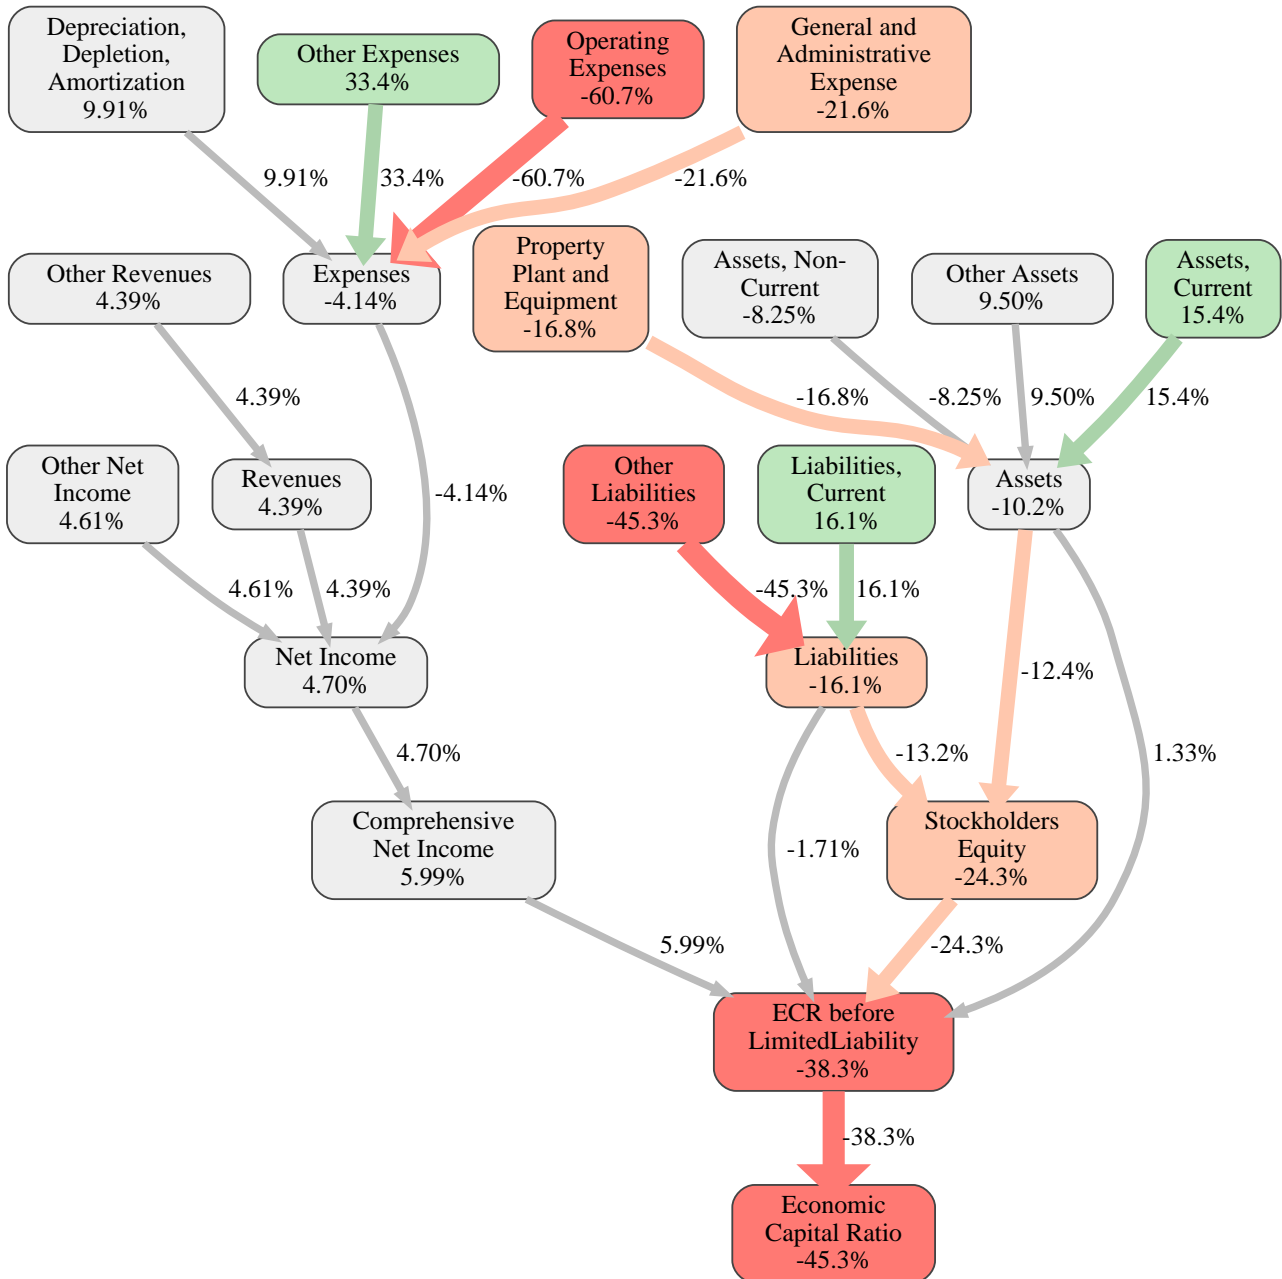 Depreciation,
Depletion,
Amortization
9.91%
Other Expenses
33.4%
Operating
Expenses
-60.7%
General and
Administrative
Expense
-21.6%
9.91%
33.4%
-60.7%
-21.6%
Other Revenues
4.39%
Expenses
-4.14%
Property
Plant and
Equipment
-16.8%
Assets, Non-
Current
-8.25%
Other Assets
9.50%
Assets,
Current
15.4%
4.39%
-16.8%
-8.25%
9.50%
15.4%
Other Net
Income
4.61%
Revenues
4.39%
-4.14%
Other
Liabilities
-45.3%
Liabilities,
Current
16.1%
Assets
-10.2%
4.61%
4.39%
-45.3%
16.1%
Net Income
4.70%
Liabilities
-16.1%
-12.4%
4.70%
-13.2%
1.33%
Comprehensive
Net Income
5.99%
-1.71%
Stockholders
Equity
-24.3%
5.99%
-24.3%
ECR before
LimitedLiability
-38.3%
-38.3%
Economic
Capital Ratio
-45.3%